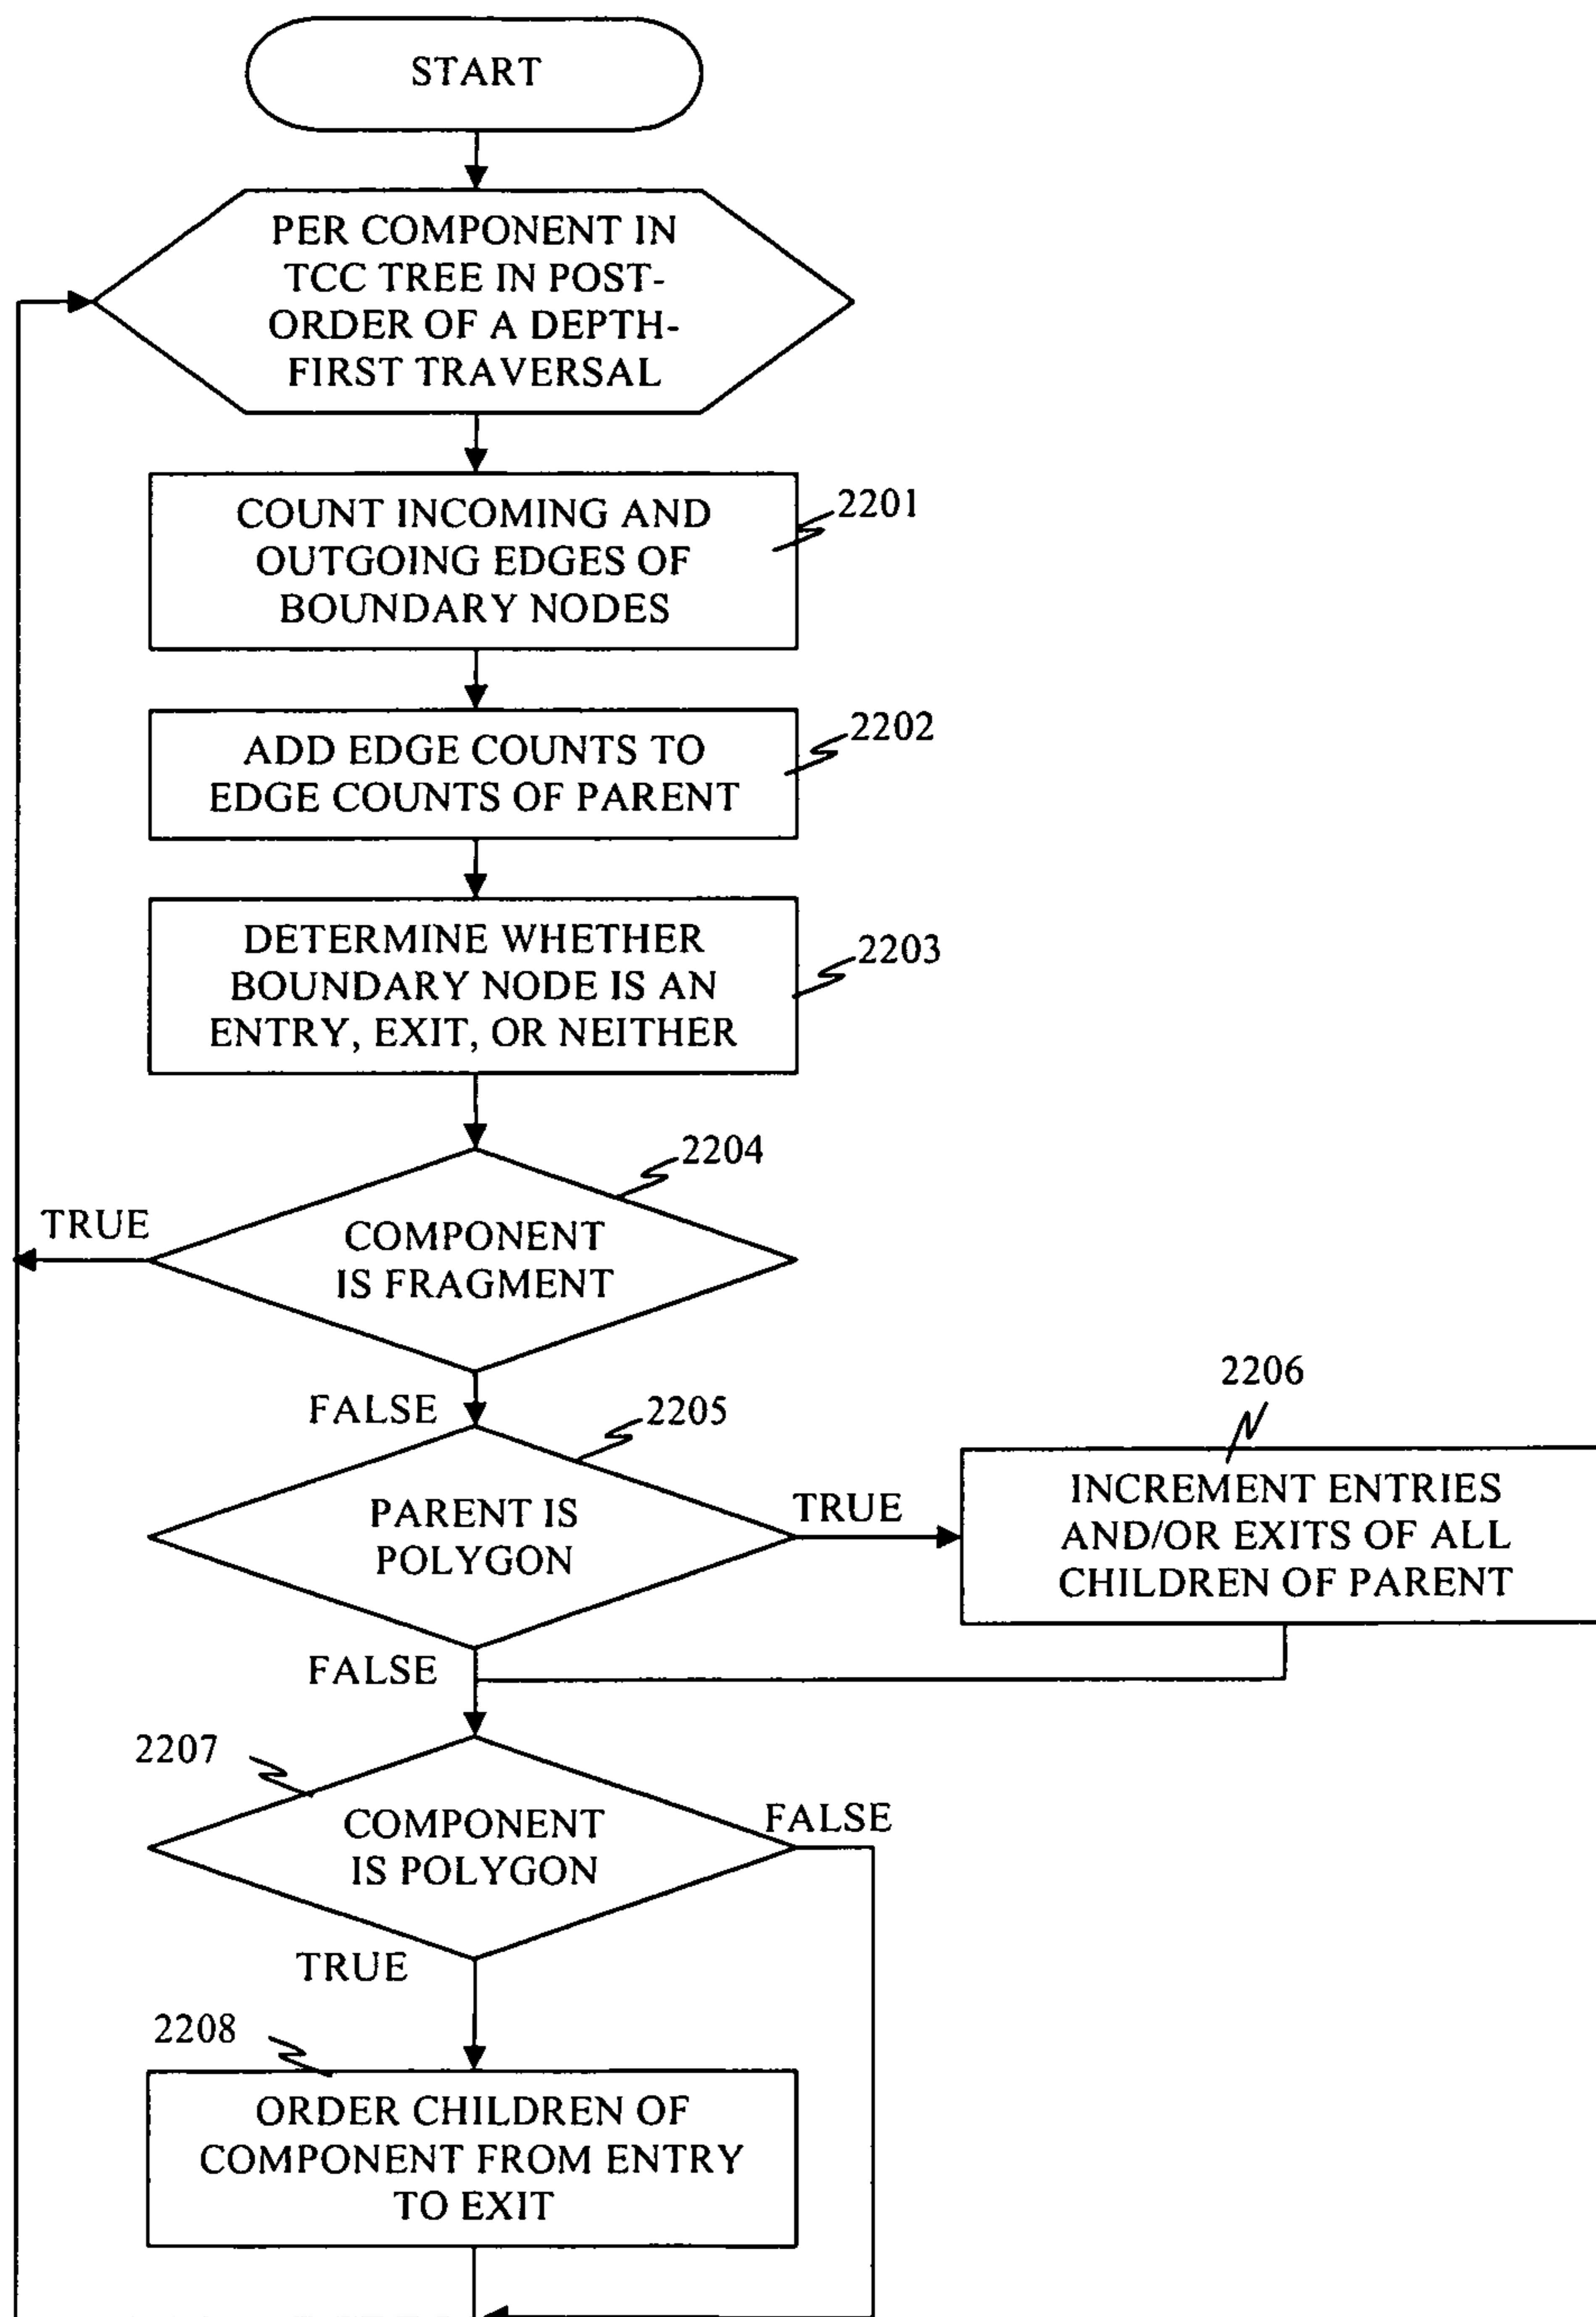 START
PER COMPONENT IN
TCC TREE IN POST-
ORDER OF A DEPTH-
FIRST TRAVERSAL
COUNT INCOMING AND
OUTGOING EDGES OF
BOUNDARY NODES
2201
ADD EDGE COUNTS TO
EDGE COUNTS OF PARENT
2202
DETERMINE WHETHER
BOUNDARY NODE IS AN
ENTRY, EXIT, OR NEITHER
2203
2204
TRUE
COMPONENT
IS FRAGMENT
FALSE
2205
PARENT IS
POLYGON
TRUE
2206
INCREMENT ENTRIES
AND/OR EXITS OF ALL
CHILDREN OF PARENT
FALSE
2207
COMPONENT
IS POLYGON
FALSE
TRUE
2208
ORDER CHILDREN OF
COMPONENT FROM ENTRY
TO EXIT